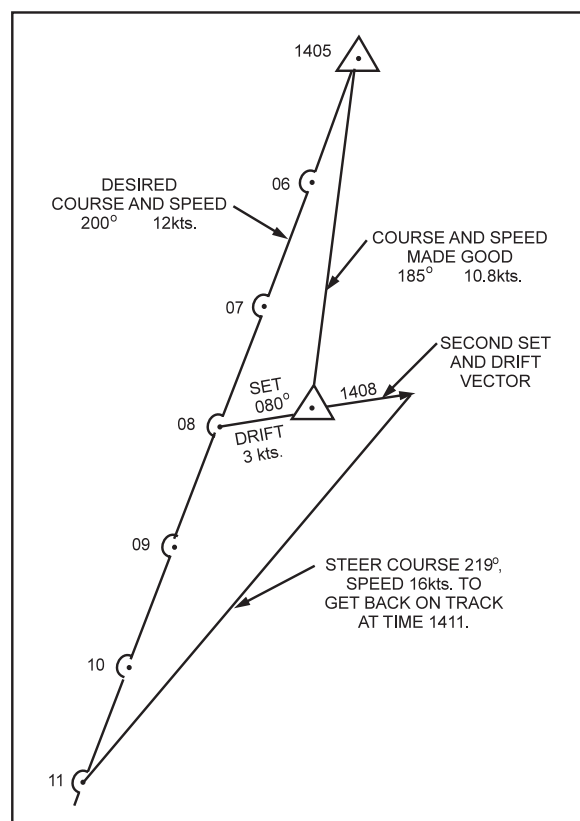 1405
06
DESIRED
COURSE AND SPEED
200° 12kts.
COURSE AND SPEED
MADE GOOD
185° 10.8kts.
07
SECOND SET
AND DRIFT
VECTOR
SET
080°
1408
08
DRIFT
3 kts.
09
STEER COURSE 219°,
SPEED 16kts. TO
GET BACK ON TRACK
AT TIME 1411.
10
11